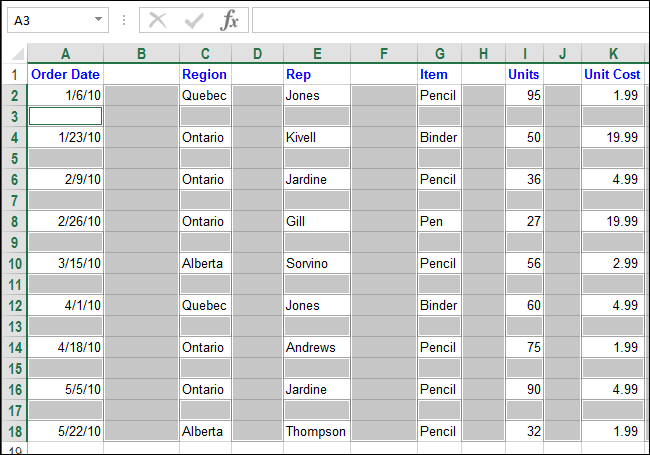 A3 fx
A B C D E F G H I J K
1 Order Date Region Rep Item Units Unit Cost
2 1/6/10 Quebec Jones Pencil 95 1.99
3
4 1/23/10 Ontario Kivell Binder 50 19.99
5
6 2/9/10 Ontario Jardine Pencil 36 4.99
7
8 2/26/10 Ontario Gill Pen 27 19.99
9
10 3/15/10 Alberta Sorvino Pencil 56 2.99
11
12 4/1/10 Quebec Jones Binder 60 4.99
13
14 4/18/10 Ontario Andrews Pencil 75 1.99
15
16 5/5/10 Ontario Jardine Pencil 90 4.99
17
18 5/22/10 Alberta Thompson Pencil 32 1.99
19